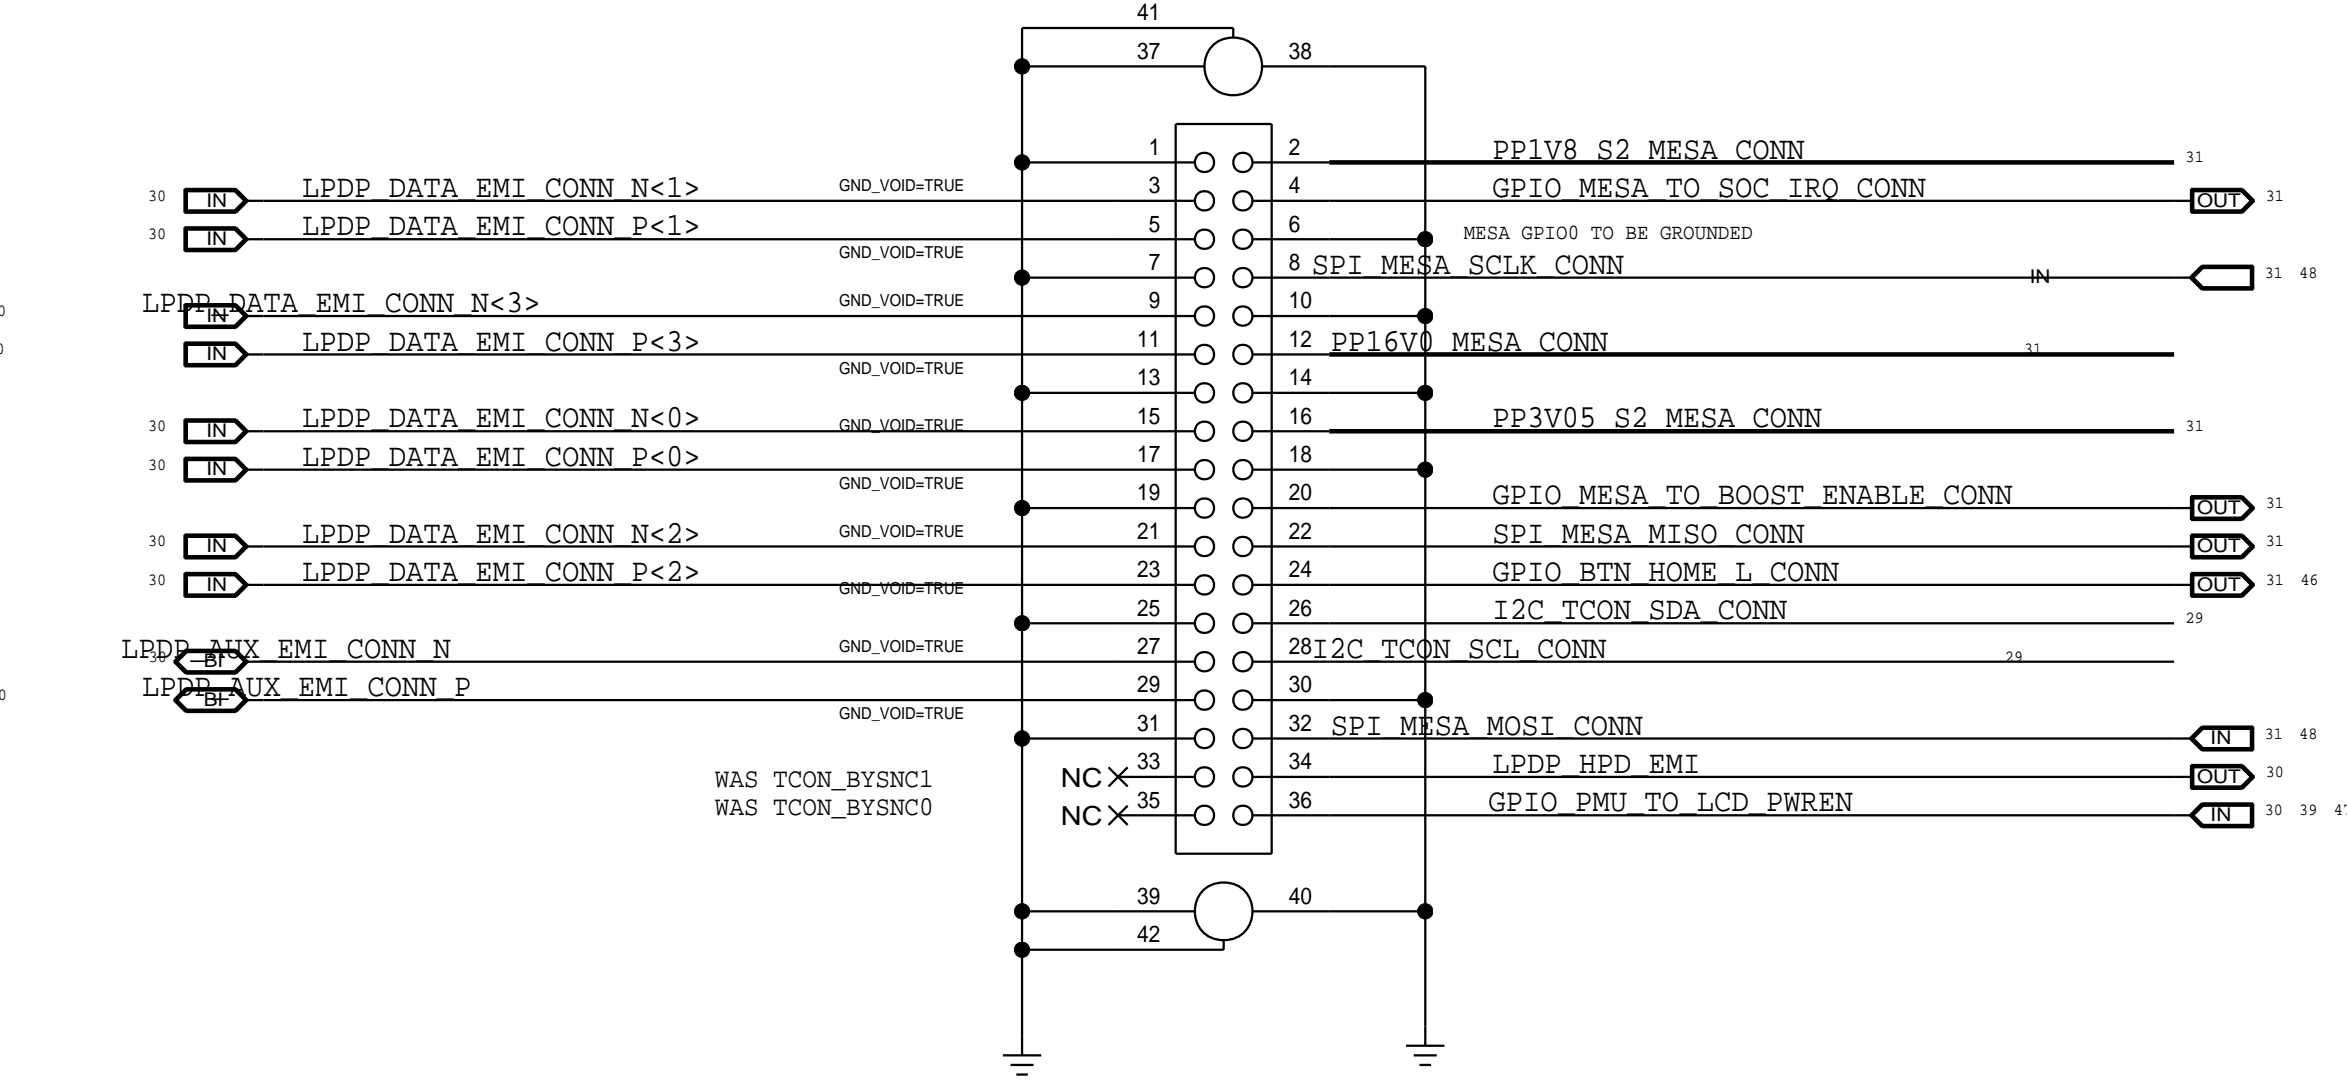 41
37 38
1 2 PP1V8_S2_MESA_CONN 31
30 IN LPDP_DATA_EMI_CONN_N<1> GND_VOID=TRUE 3 4 GPIO_MESA_TO_SOC_IRQ_CONN OUT 31
30 IN LPDP_DATA_EMI_CONN_P<1> 5 6 MESA GPIO0 TO BE GROUNDED
GND_VOID=TRUE 7 8 SPI_MESA_SCLK_CONN IN 31 48
LPDP_DATA_EMI_CONN_N<3> IN GND_VOID=TRUE 9 10
IN LPDP_DATA_EMI_CONN_P<3> 11 12 PP16V0_MESA_CONN 31
GND_VOID=TRUE 13 14
30 IN LPDP_DATA_EMI_CONN_N<0> GND_VOID=TRUE 15 16 PP3V05_S2_MESA_CONN 31
30 IN LPDP_DATA_EMI_CONN_P<0> 17 18
GND_VOID=TRUE 19 20 GPIO_MESA_TO_BOOST_ENABLE_CONN OUT 31
30 IN LPDP_DATA_EMI_CONN_N<2> GND_VOID=TRUE 21 22 SPI_MESA_MISO_CONN OUT 31
30 IN LPDP_DATA_EMI_CONN_P<2> GND_VOID=TRUE 23 24 GPIO_BTN_HOME_L_CONN OUT 31 46
25 26 I2C_TCON_SDA_CONN 29
30 BI LPDP_AUX_EMI_CONN_N GND_VOID=TRUE 27 28 I2C_TCON_SCL_CONN 29
BI LPDP_AUX_EMI_CONN_P 29 30
GND_VOID=TRUE 31 32 SPI_MESA_MOSI_CONN IN 31 48
WAS TCON_BYSNC1 NC 33 34 LPDP_HPD_EMI OUT 30
WAS TCON_BYSNC0 NC 35 36 GPIO_PMU_TO_LCD_PWREN IN 30 39
39 40
42